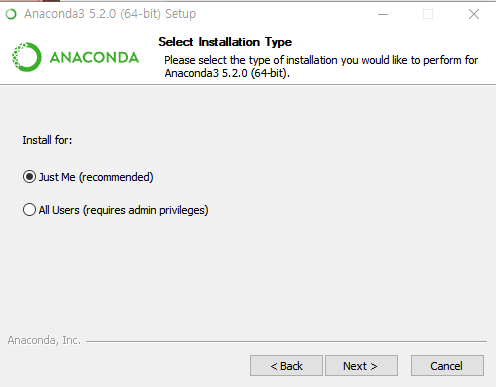 Anaconda3 5.2.0 (64-bit) Setup
ANACONDA
Select Installation Type
Please select the type of installation you would like to perform for
Anaconda3 5.2.0 (64-bit).
Install for:
Just Me (recommended)
All Users (requires admin privileges)
Anaconda, Inc.
< Back
Next >
Cancel